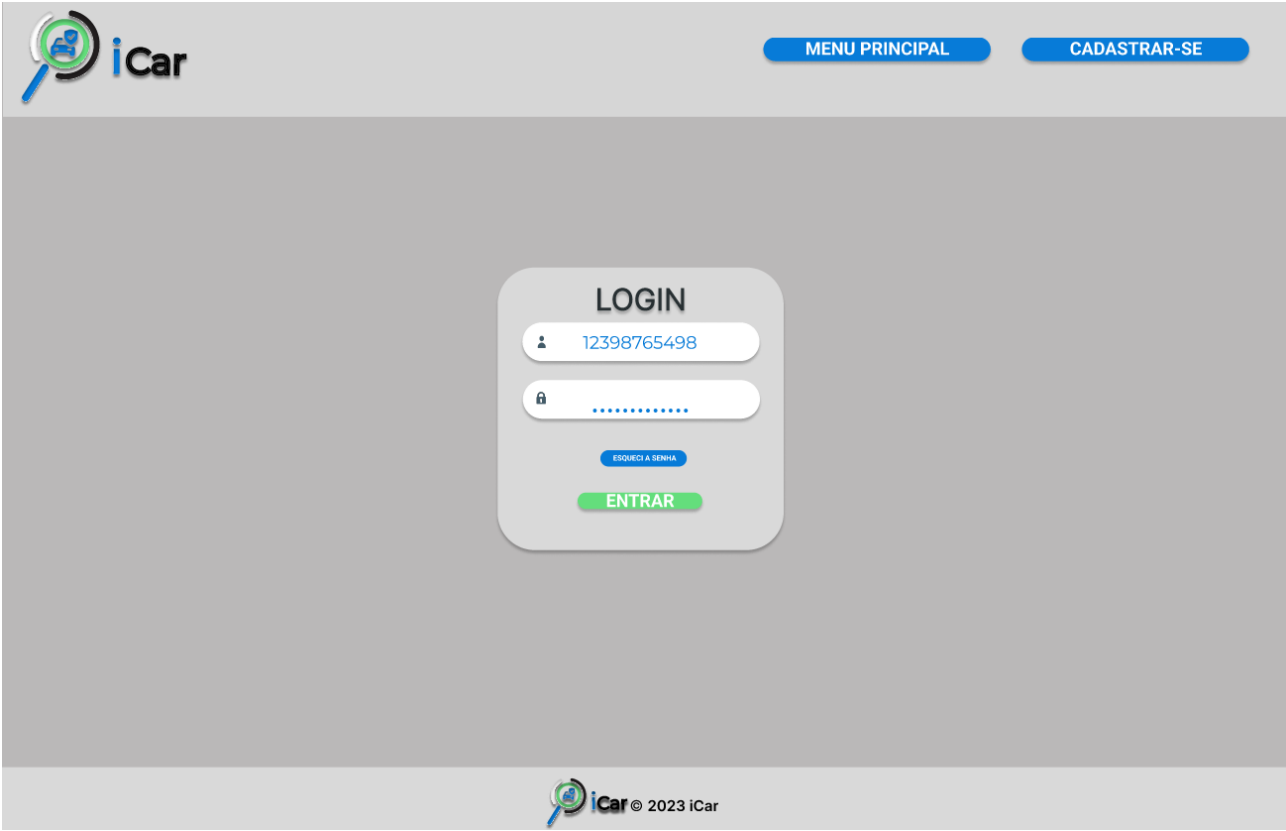 iCar
MENU PRINCIPAL
CADASTRAR-SE
LOGIN
12398765498
•••••••••••••
ESQUECI A SENHA
ENTRAR
iCar © 2023 iCar